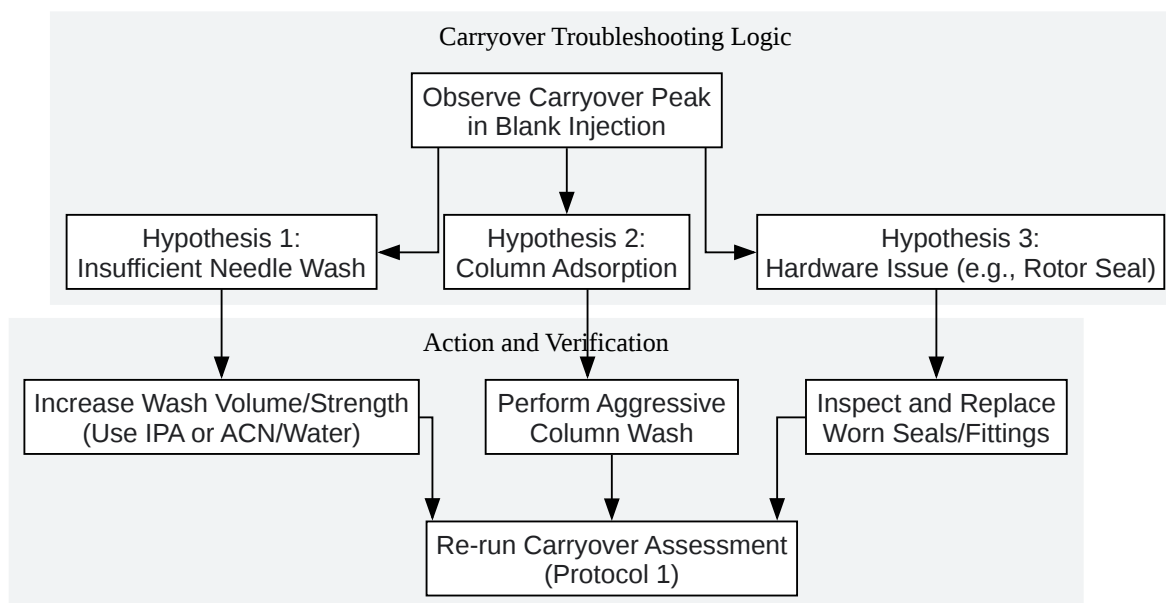 Carryover Troubleshooting Logic
Observe Carryover Peak
in Blank Injection
Hypothesis 1:
Insufficient Needle Wash
Hypothesis 2:
Column Adsorption
Hypothesis 3:
Hardware Issue (e.g., Rotor Seal)
Action and Verification
Increase Wash Volume/Strength
(Use IPA or ACN/Water)
Perform Aggressive
Column Wash
Inspect and Replace
Worn Seals/Fittings
Re-run Carryover Assessment
(Protocol 1)